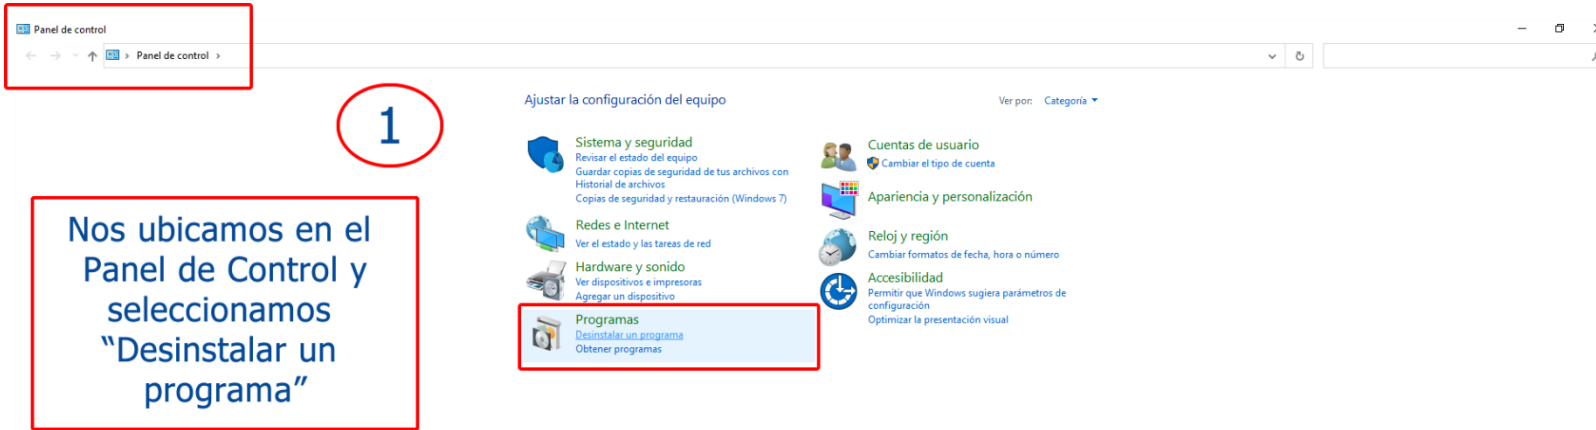 Panel de control
Panel de control
1
Nos ubicamos en el
Panel de Control y
seleccionamos
“Desinstalar un
programa”
Ajustar la configuración del equipo
Ver por: Categoría
Sistema y seguridad
Revisar el estado del equipo
Guardar copias de seguridad de tus archivos con
Historial de archivos
Copias de seguridad y restauración (Windows 7)
Redes e Internet
Ver el estado y las tareas de red
Hardware y sonido
Ver dispositivos e impresoras
Agregar un dispositivo
Programas
Desinstalar un programa
Obtener programas
Cuentas de usuario
Cambiar el tipo de cuenta
Apariencia y personalización
Reloj y región
Cambiar formatos de fecha, hora o número
Accesibilidad
Permitir que Windows sugiera parámetros de
configuración
Optimizar la presentación visual